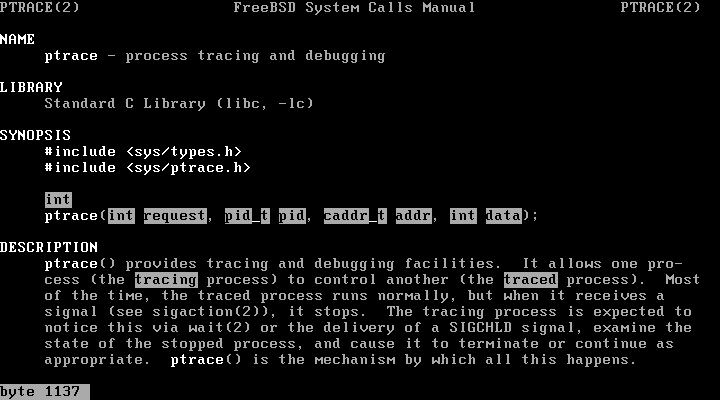 PTRACE(2) FreeBSD System Calls Manual PTRACE(2)
NAME
ptrace - process tracing and debugging
LIBRARY
Standard C Library (libc, -lc)
SYNOPSIS
#include <sys/types.h>
#include <sys/ptrace.h>
int
ptrace(int request, pid_t pid, caddr_t addr, int data);
DESCRIPTION
ptrace() provides tracing and debugging facilities. It allows one pro-
cess (the tracing process) to control another (the traced process). Most
of the time, the traced process runs normally, but when it receives a
signal (see sigaction(2)), it stops. The tracing process is expected to
notice this via wait(2) or the delivery of a SIGCHLD signal, examine the
state of the stopped process, and cause it to terminate or continue as
appropriate. ptrace() is the mechanism by which all this happens.
byte 1137